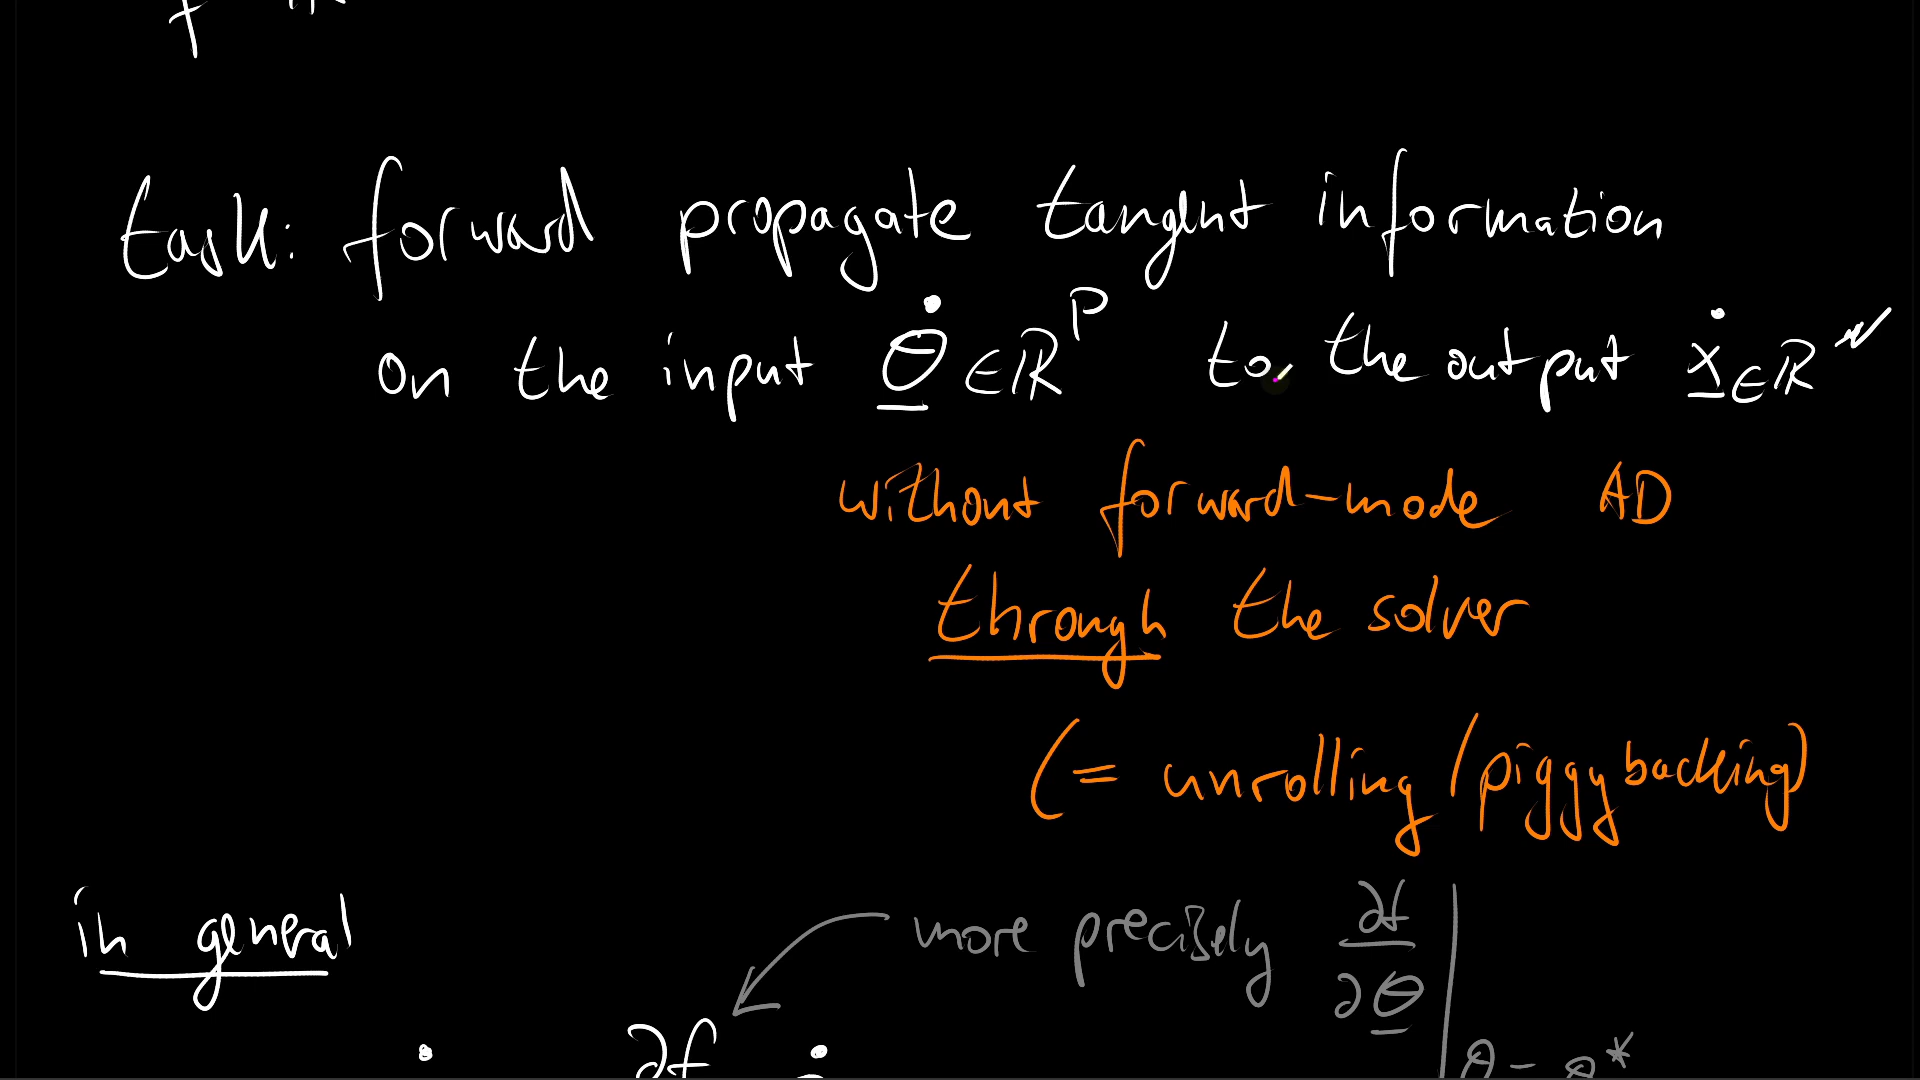 task: forward propagate tangent information
on the input θ̇ ∈ ℝ^P to the output ẋ ∈ ℝ^N
without forward-mode AD
through the solver
(= unrolling / piggybacking)
in general
more precisely ∂f/∂θ |
∂f